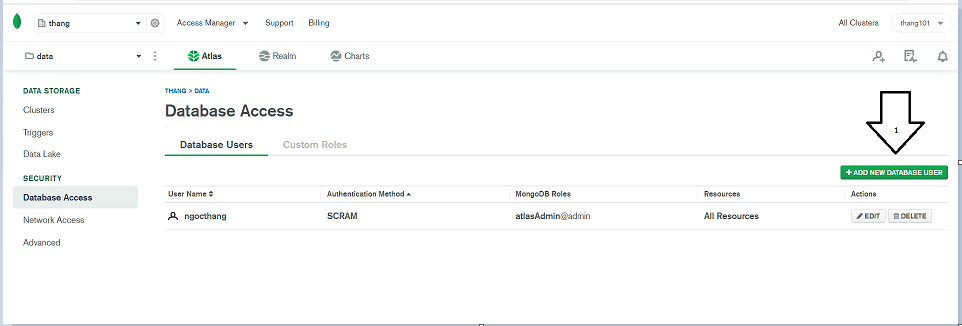 thang
Access Manager
Support
Billing
All Clusters
thang101
data
Atlas
Realm
Charts
DATA STORAGE
Clusters
Triggers
Data Lake
SECURITY
Database Access
Network Access
Advanced
THANG > DATA
Database Access
Database Users
Custom Roles
1
+ ADD NEW DATABASE USER
User Name Authentication Method MongoDB Roles Resources Actions
ngocthang SCRAM atlasAdmin@admin All Resources EDIT DELETE